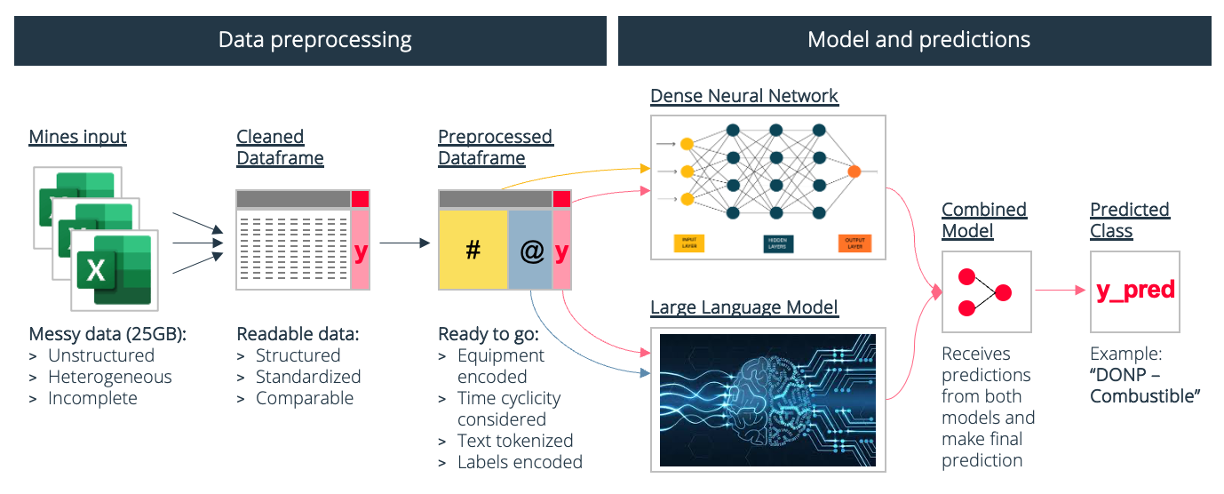 Data preprocessing
Model and predictions
Mines input
Messy data (25GB):
> Unstructured
> Heterogeneous
> Incomplete
Cleaned
Dataframe
y
Readable data:
> Structured
> Standardized
> Comparable
Preprocessed
Dataframe
# @ y
Ready to go:
> Equipment
encoded
> Time cyclicity
considered
> Text tokenized
> Labels encoded
Dense Neural Network
INPUT
LAYER
HIDDEN
LAYERS
OUTPUT
LAYER
Large Language Model
Combined
Model
Receives
predictions
from both
models and
make final
prediction
Predicted
Class
y_pred
Example:
“DONP –
Combustible”
X
X
X